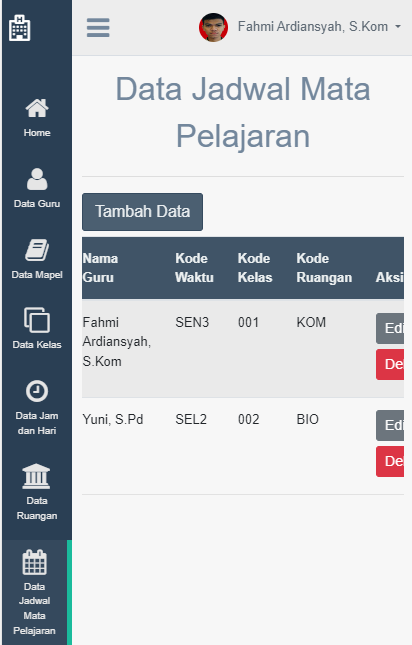 H
Fahmi Ardiansyah, S.Kom
Home
Data Guru
Data Mapel
Data Kelas
Data Jam
dan Hari
Data
Ruangan
Data
Jadwal
Mata
Pelajaran
Data Jadwal Mata
Pelajaran
Tambah Data
Nama Guru Kode Waktu Kode Kelas Kode Ruangan Aksi
Fahmi Ardiansyah, S.Kom SEN3 001 KOM Edi
De
Yuni, S.Pd SEL2 002 BIO Edi
De